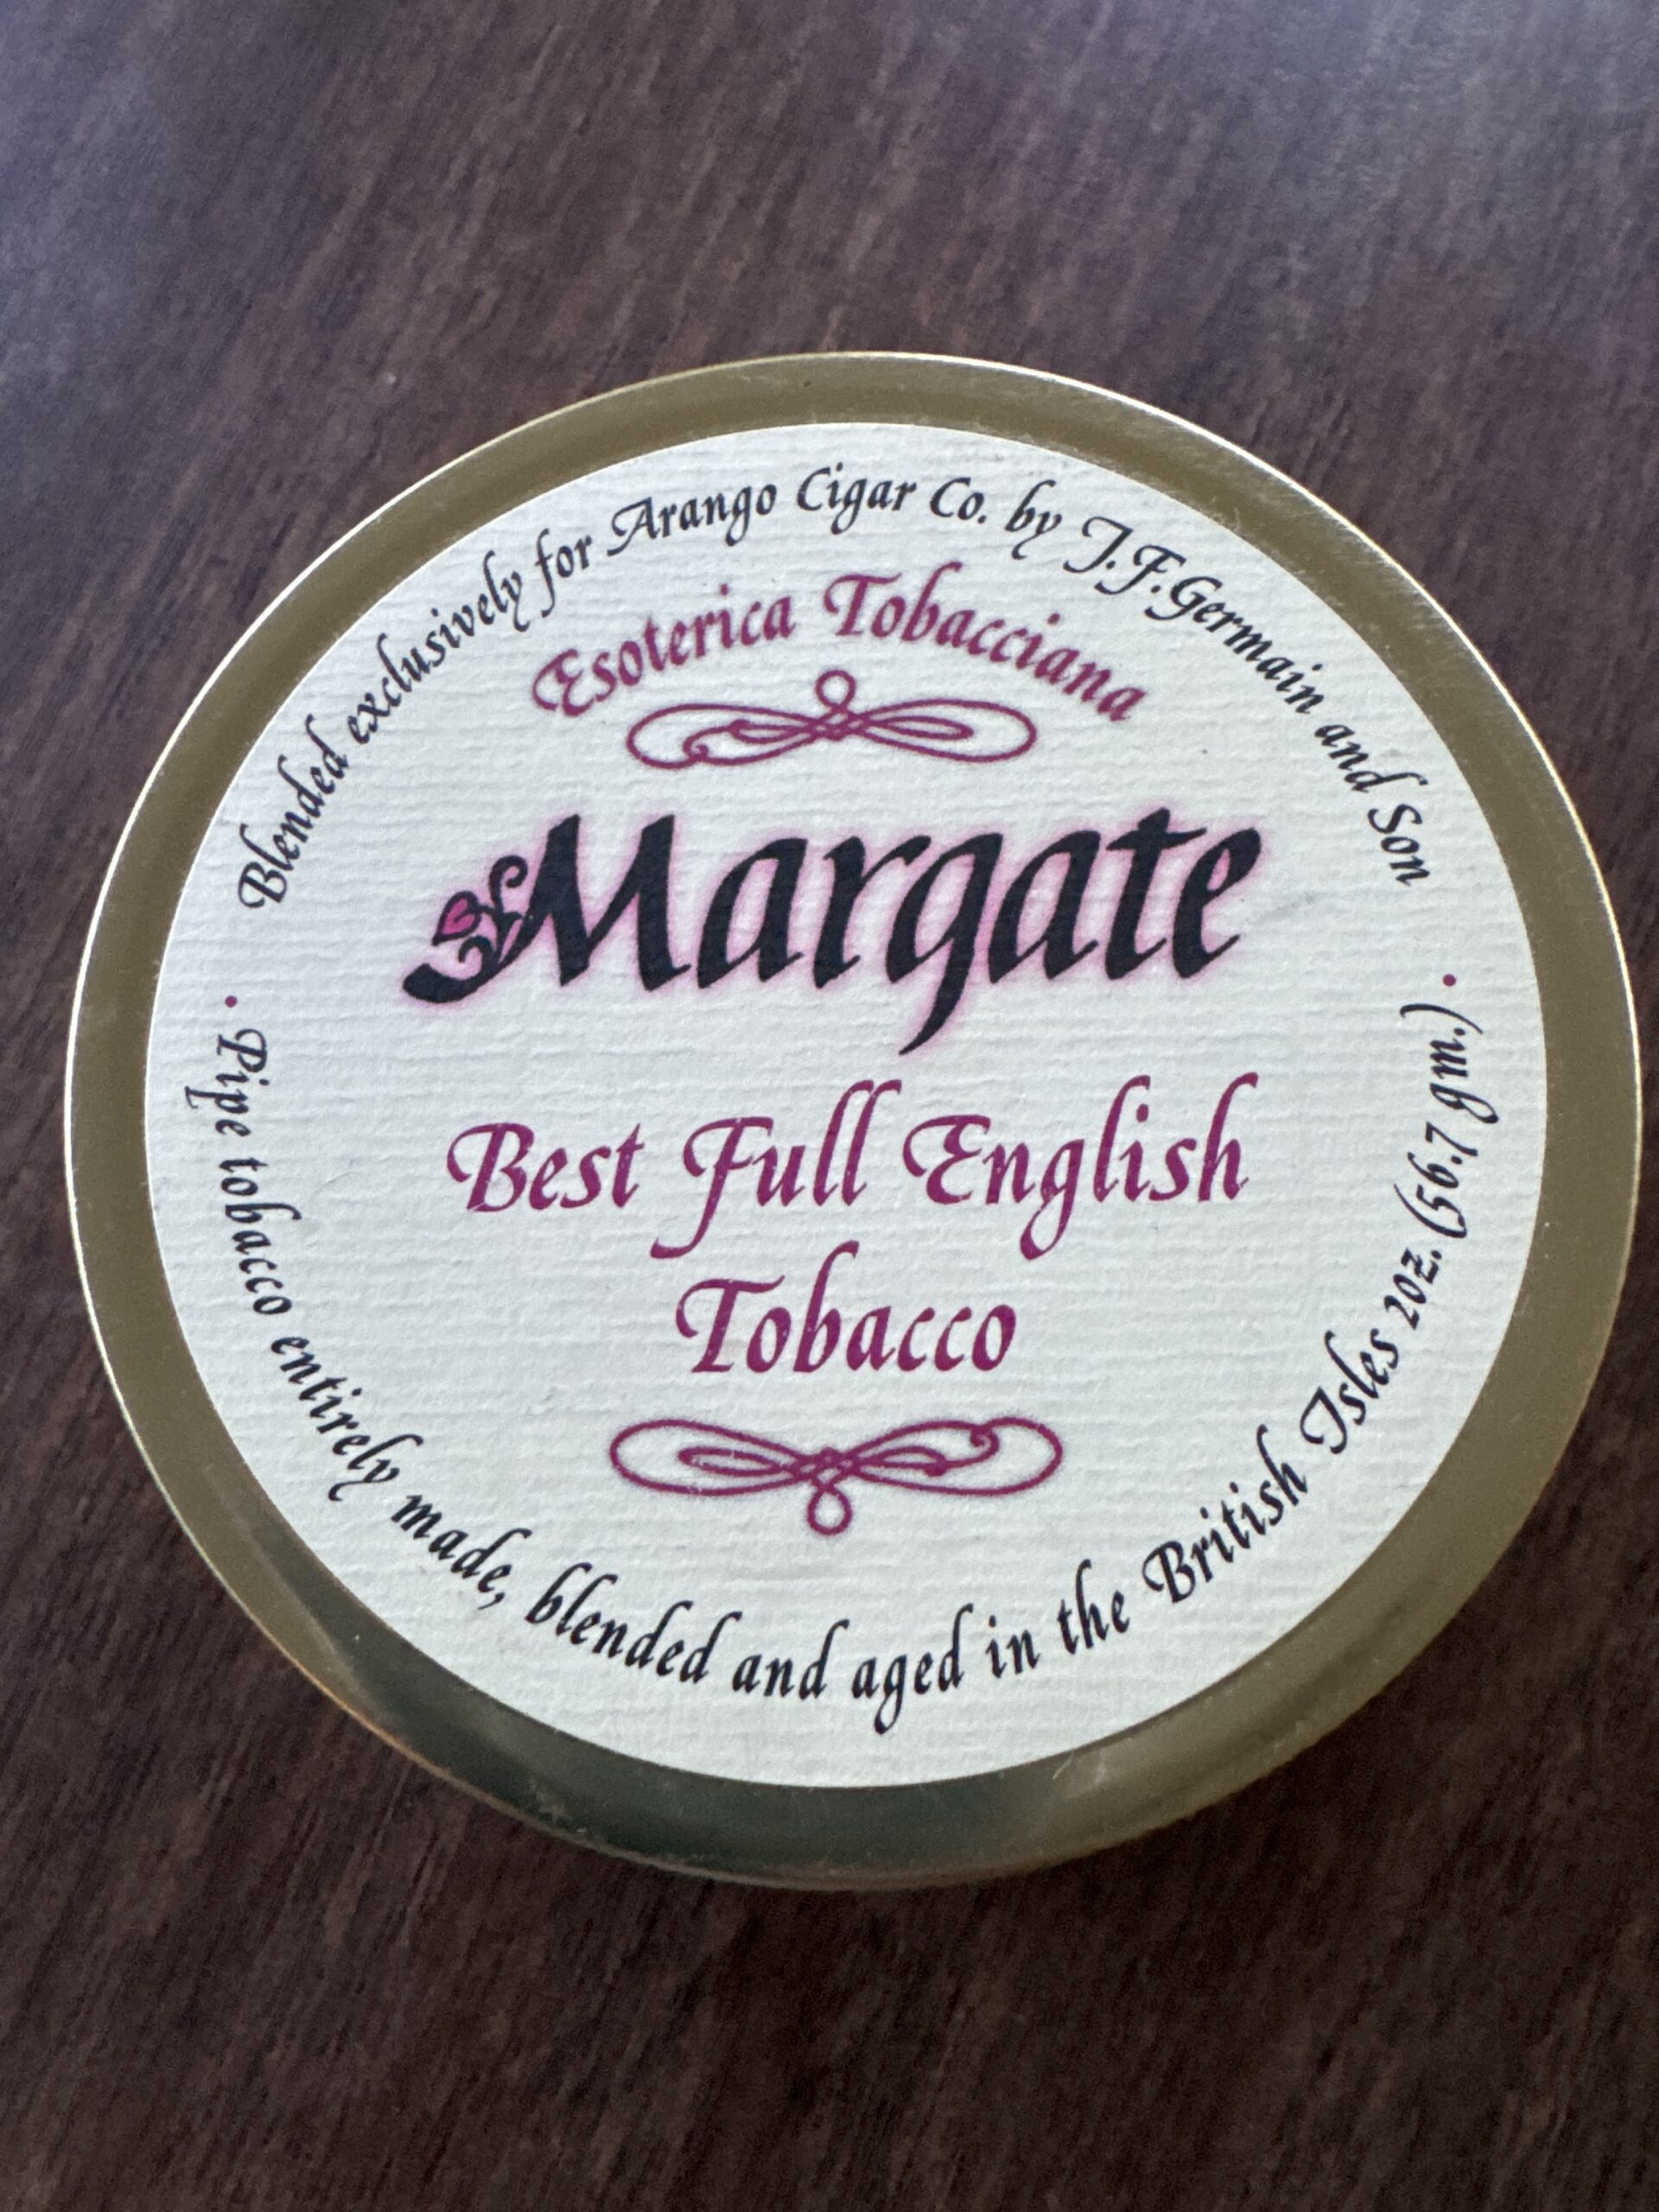 Blended exclusively for Arango Cigar Co. by J.F.Germain and Son
Esoterica Tobacciana
Margate
Best Full English
Tobacco
• Pipe tobacco entirely made, blended and aged in the British Isles 2oz. (56.7 gm.) •